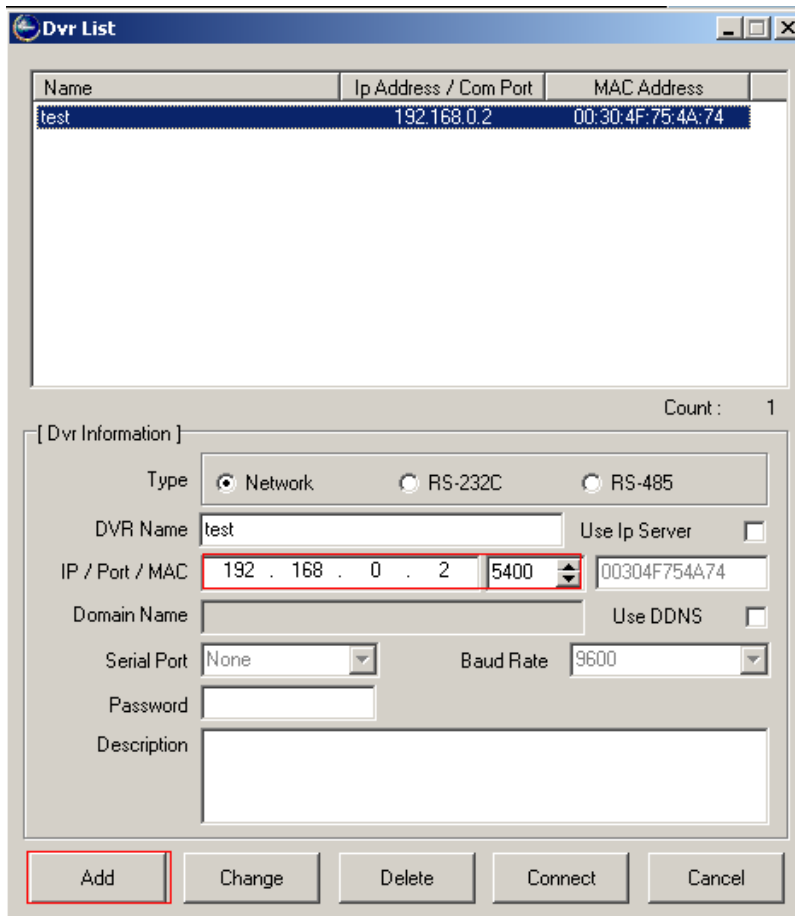 Dvr List
Name Ip Address / Com Port MAC Address
test 192.168.0.2 00:30:4F:75:4A:74
Count : 1
[ Dvr Information ]
Type Network RS-232C RS-485
DVR Name test Use Ip Server
IP / Port / MAC 192 . 168 . 0 . 2 5400 00304F754A74
Domain Name Use DDNS
Serial Port None Baud Rate 9600
Password
Description
Add Change Delete Connect Cancel